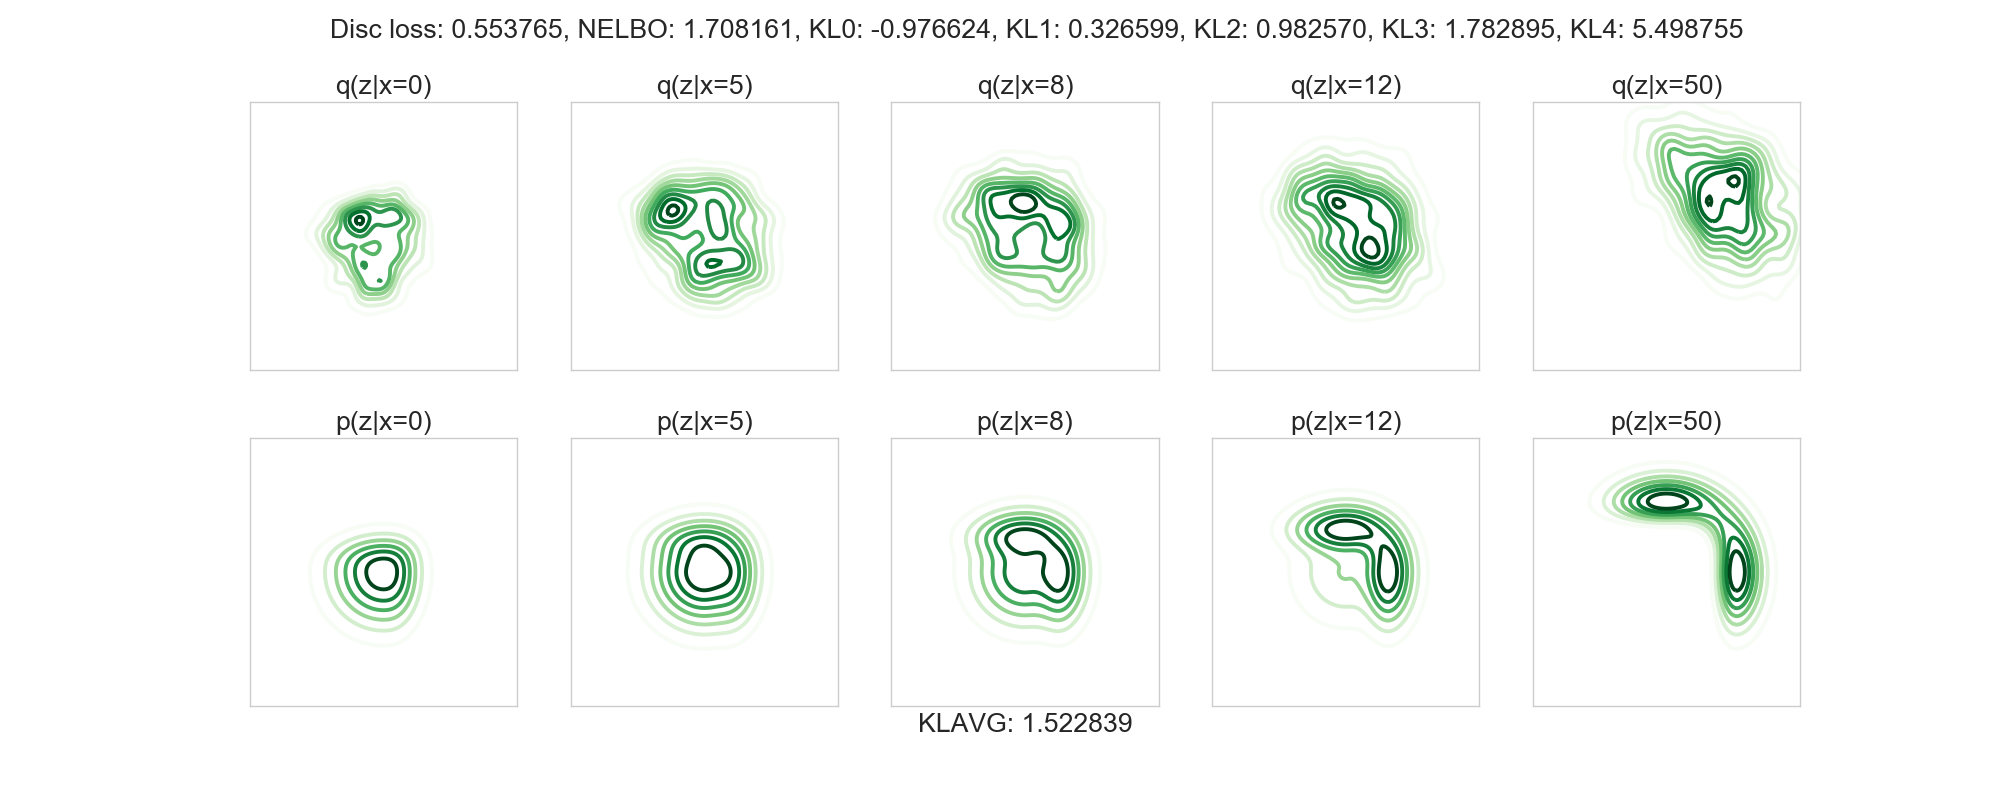 Disc loss: 0.553765, NELBO: 1.708161, KL0: -0.976624, KL1: 0.326599, KL2: 0.982570, KL3: 1.782895, KL4: 5.498755
q(z|x=0) q(z|x=5) q(z|x=8) q(z|x=12) q(z|x=50)
p(z|x=0) p(z|x=5) p(z|x=8) p(z|x=12) p(z|x=50)
KLAVG: 1.522839